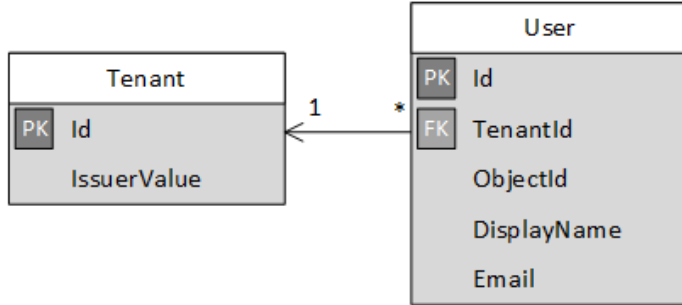 Tenant
PK Id
IssuerValue
1 *
User
PK Id
FK TenantId
ObjectId
DisplayName
Email